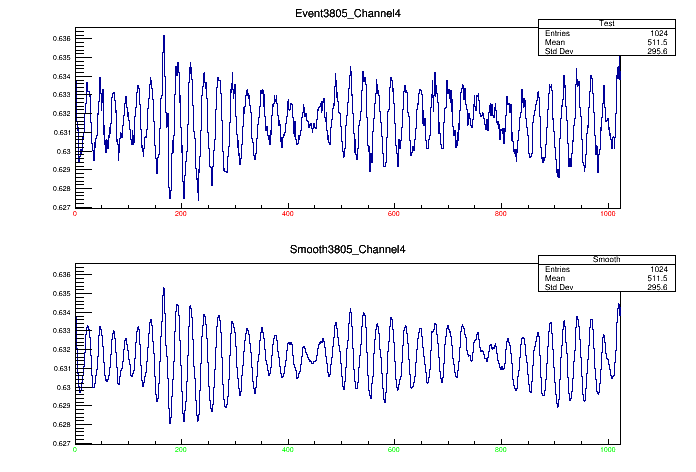 Event3805_Channel4
Test
Entries 1024
Mean 511.5
Std Dev 295.6
0.636
0.635
0.634
0.633
0.632
0.631
0.63
0.629
0.628
0.627
0 200 400 600 800 1000
Smooth3805_Channel4
Smooth
Entries 1024
Mean 511.5
Std Dev 295.6
0.636
0.635
0.634
0.633
0.632
0.631
0.63
0.629
0.628
0.627
0 200 400 600 800 1000